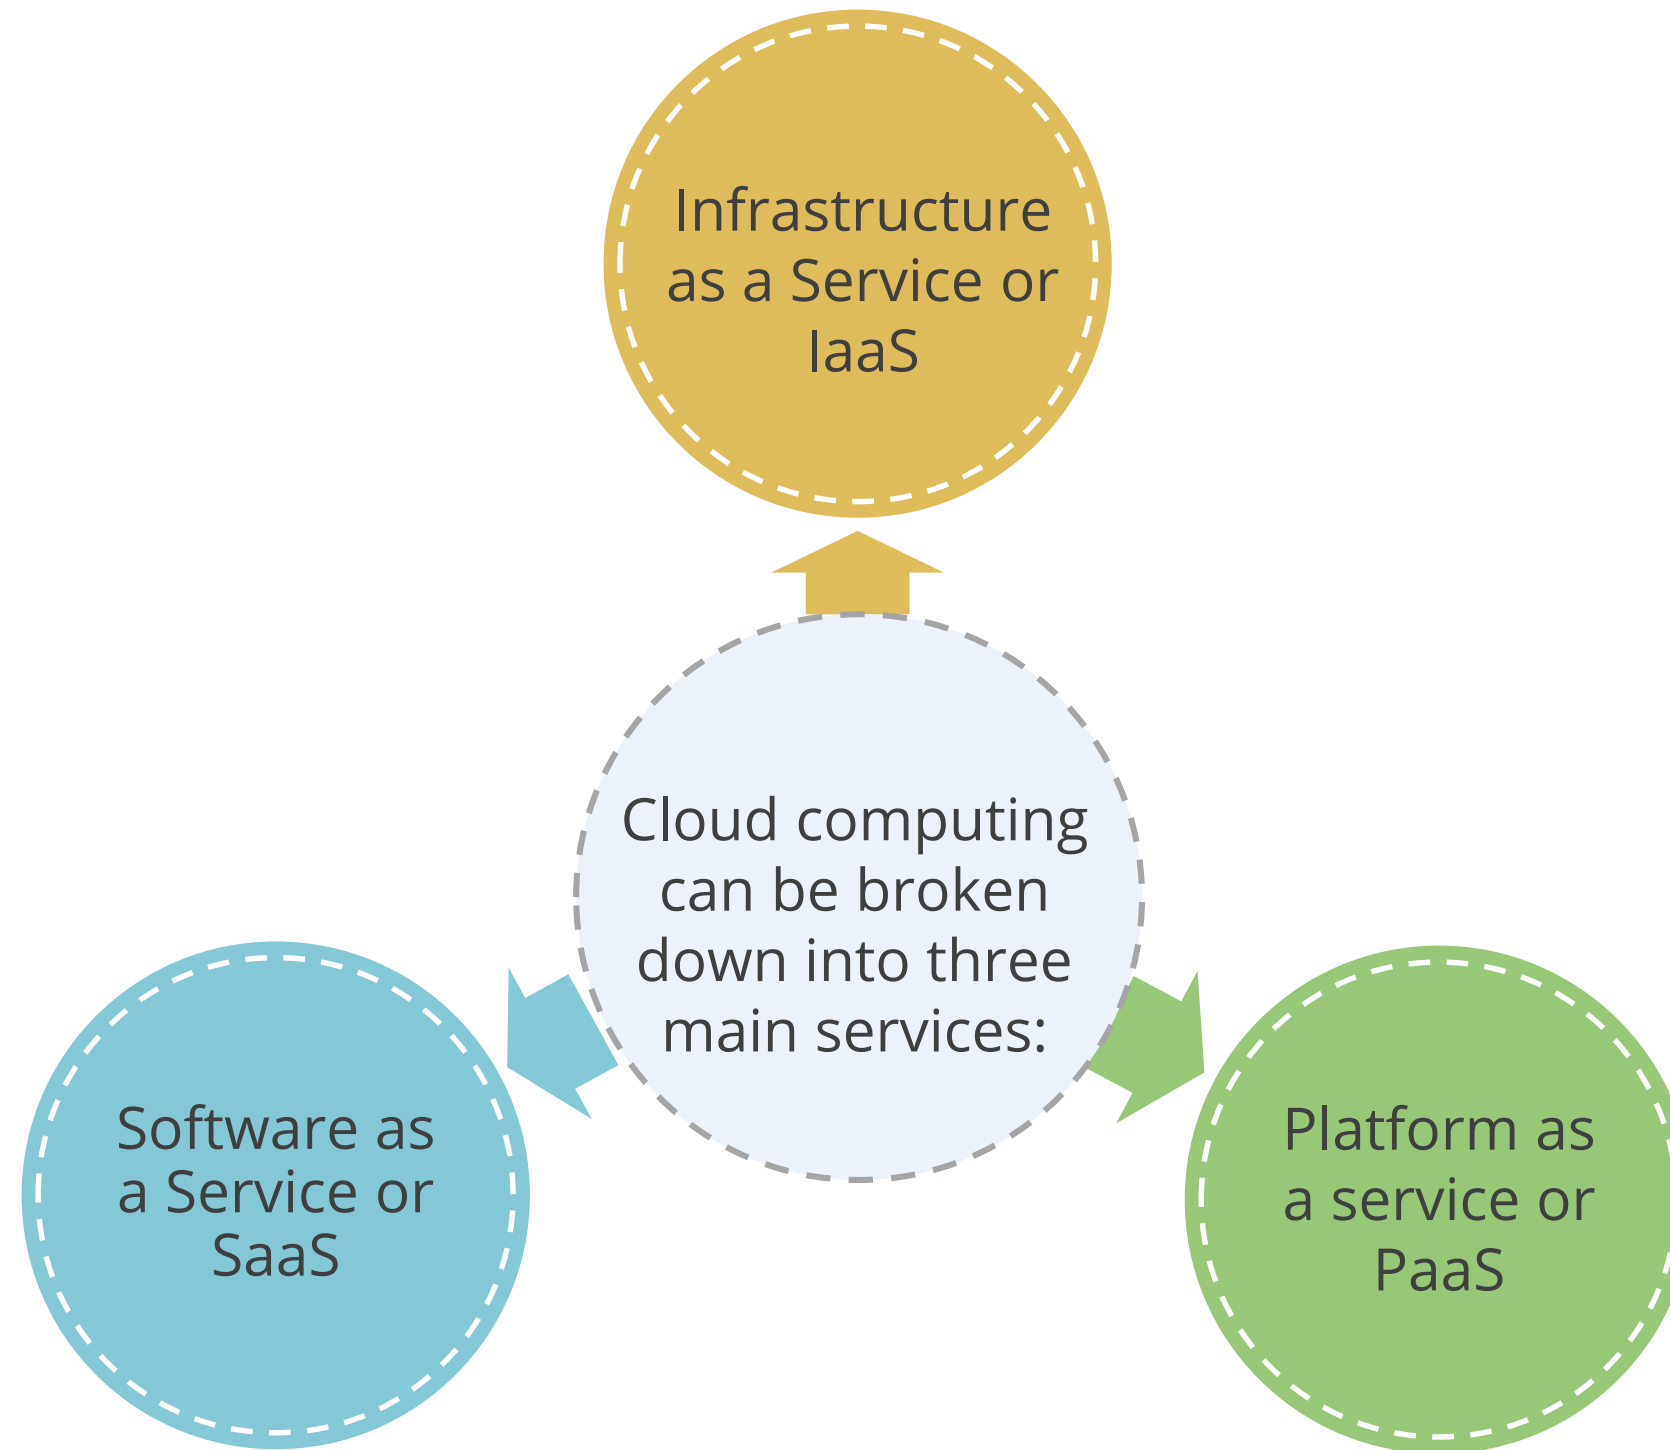 Infrastructure
as a Service or
IaaS
Cloud computing
can be broken
down into three
main services:
Software as
a Service or
SaaS
Platform as
a service or
PaaS